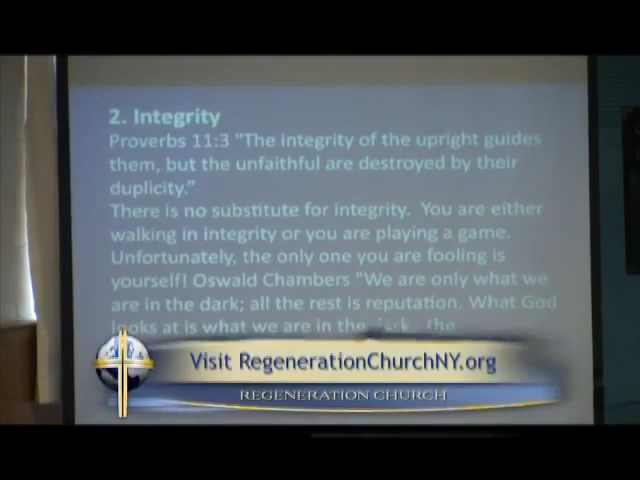 2. Integrity
Proverbs 11:3 "The integrity of the upright guides
them, but the unfaithful are destroyed by their
duplicity."
There is no substitute for integrity. You are either
walking in integrity or you are playing a game.
Unfortunately, the only one you are fooling is
yourself! Oswald Chambers "We are only what we
are in the dark; all the rest is reputation. What God
looks at is what we are in the dark - the
Visit RegenerationChurchNY.org
REGENERATION CHURCH